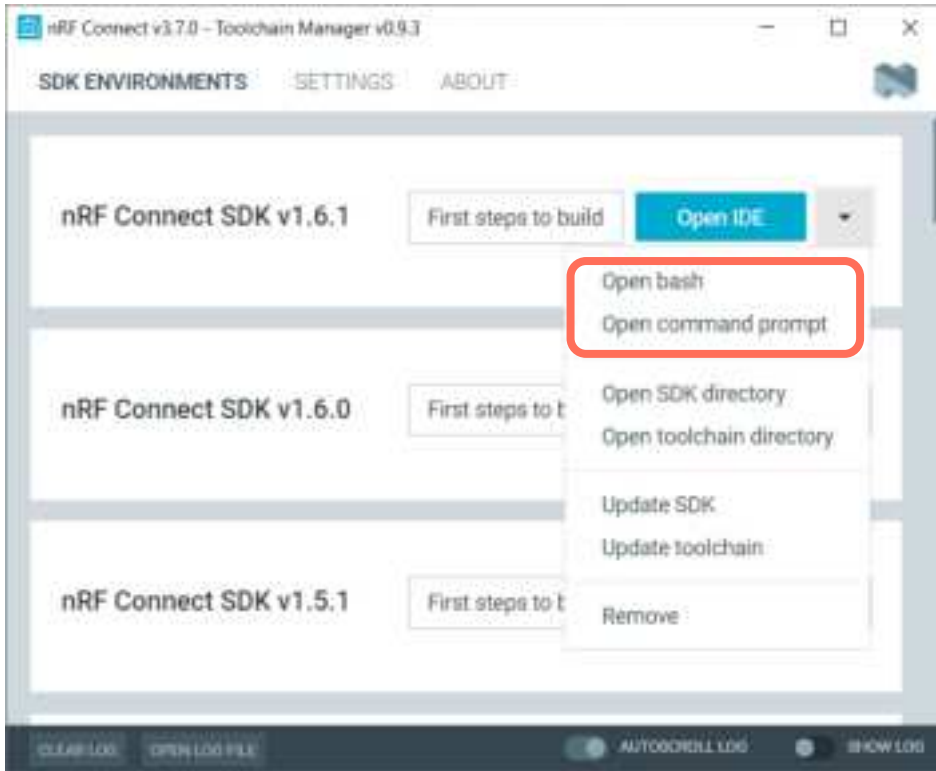 nRF Connect v3.7.0 – Toolchain Manager v0.9.3
SDK ENVIRONMENTS SETTINGS ABOUT
nRF Connect SDK v1.6.1 First steps to build Open IDE
Open bash
Open command prompt
nRF Connect SDK v1.6.0 First steps to b
Open SDK directory
Open toolchain directory
Update SDK
Update toolchain
nRF Connect SDK v1.5.1 First steps to b
Remove
CLEAR LOG OPEN LOG FILE AUTOSCROLL LOG SHOW LOG